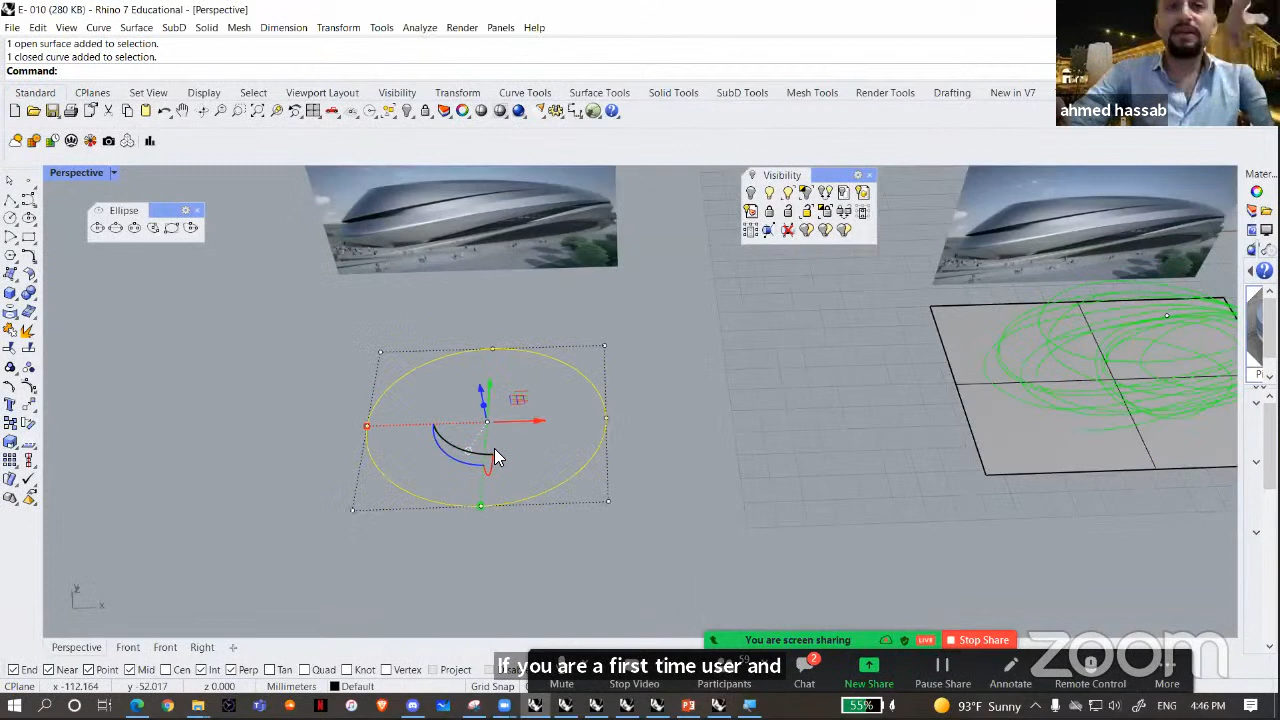 E- 010 (280 KB) - Rhino 7 Educational - [Perspective]
File Edit View Curve Surface SubD Solid Mesh Dimension Transform Tools Analyze Render Panels Help
1 open surface added to selection.
1 closed curve added to selection.
Command:
ahmed hassab
Standard CPlanes Set View Display Select Viewport Layout Visibility Transform Curve Tools Surface Tools Solid Tools SubD Tools Mesh Tools Render Tools Drafting New in V7
Perspective
Visibility
Mater...
Ellipse
y
x
Perspective Front Front Right
You are screen sharing
LIVE
Stop Share
zoom
If you are a first time user and
59
2
Mute Stop Video Participants Chat New Share Pause Share Annotate Remote Control More
End Near Point Mid Cen Int Perp Tan Quad Knot Vertex Project
CPlane x -112.164 y -52.017 z 0.000 Millimeters Default Grid Snap
55%
93°F Sunny
ENG
4:46 PM